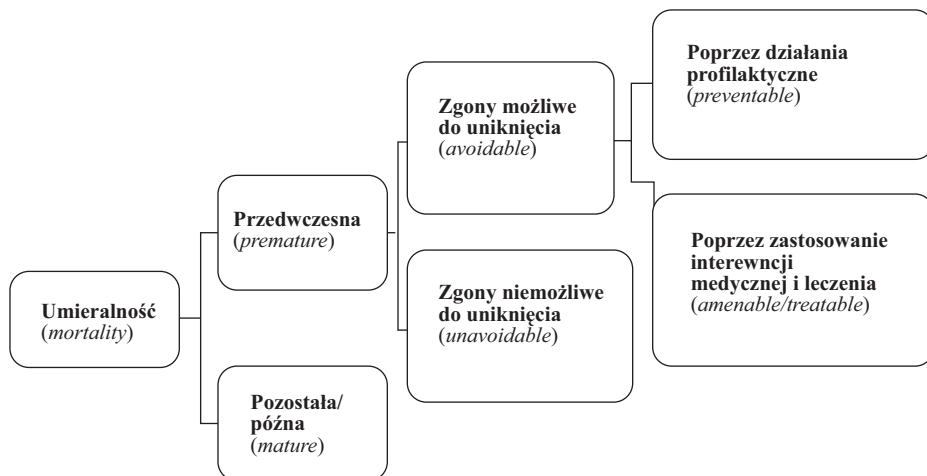 Umieralność
(mortality)
Przedwczesna
(premature)
Pozostała/
późna
(mature)
Zgony możliwe
do uniknięcia
(avoidable)
Zgony niemożliwe
do uniknięcia
(unavoidable)
Poprzez działania
profilaktyczne
(preventable)
Poprzez zastosowanie
interewncji
medycznej i leczenia
(amenable/treatable)